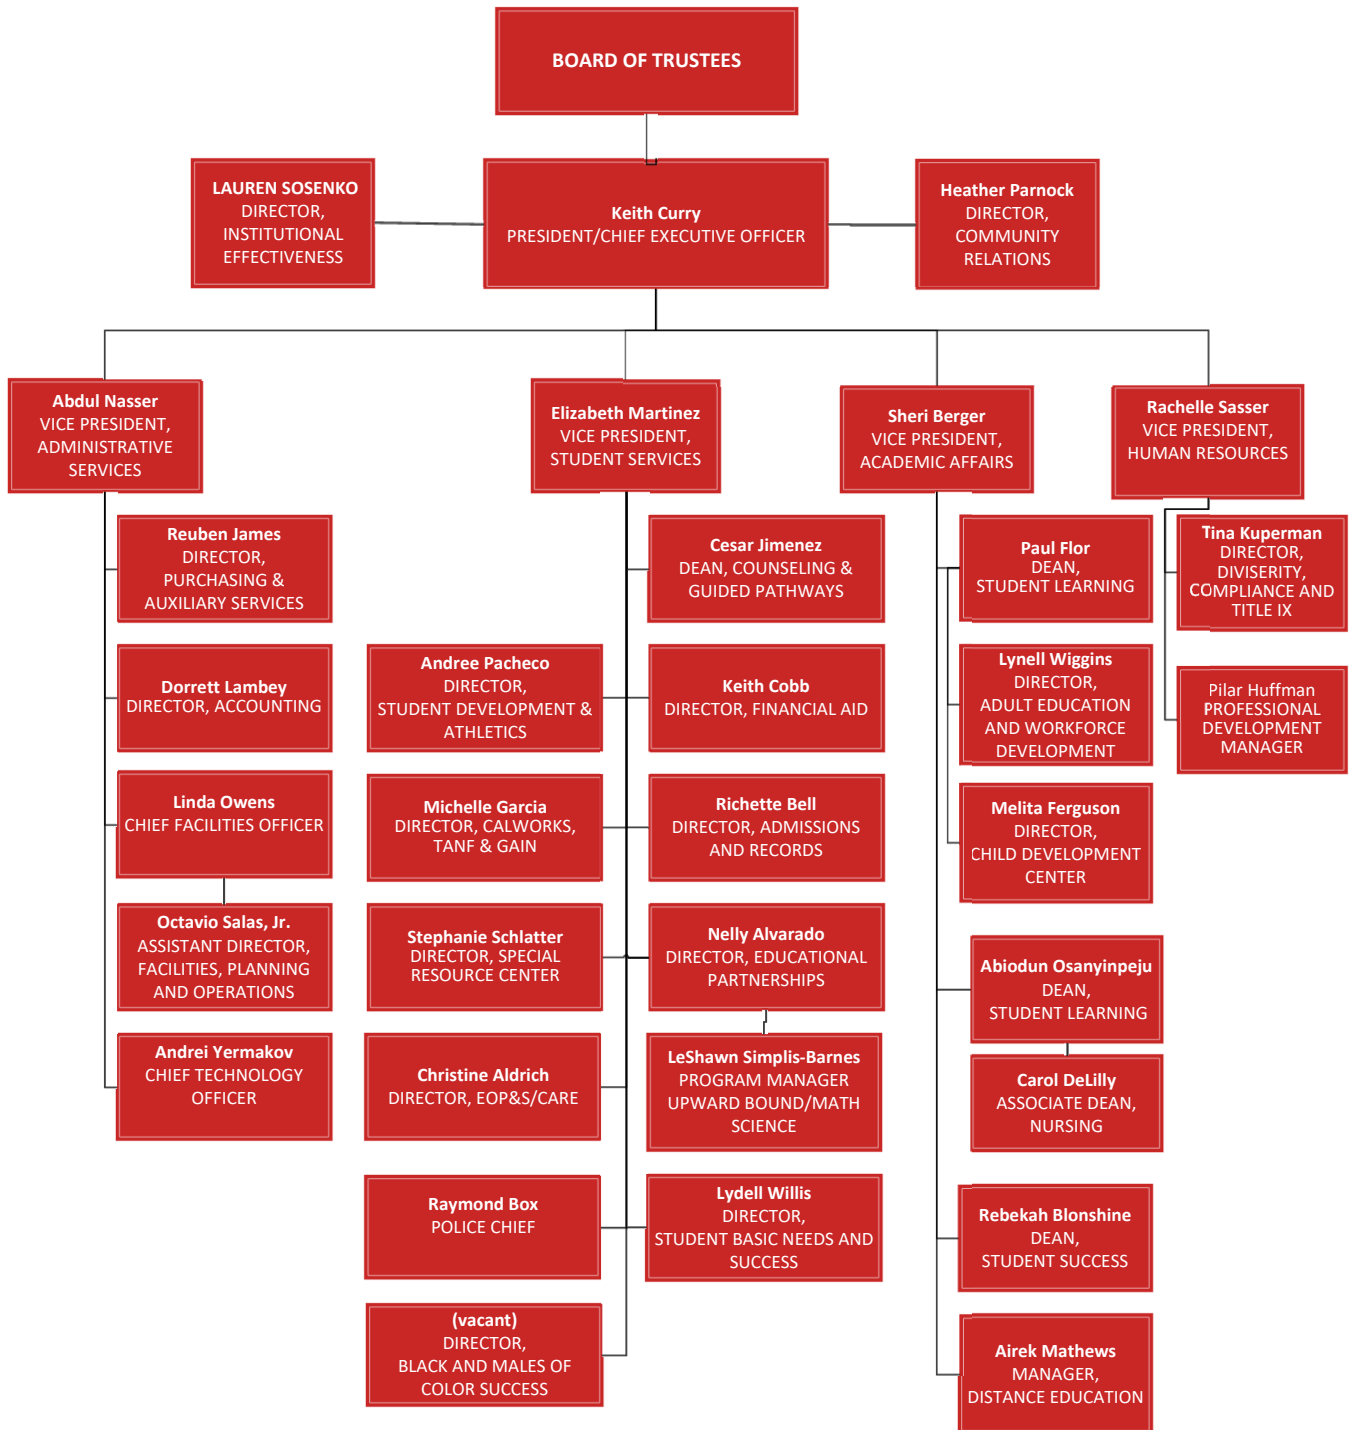 BOARD OF TRUSTEES
LAUREN SOSENKO
DIRECTOR,
INSTITUTIONAL
EFFECTIVENESS
Keith Curry
PRESIDENT/CHIEF EXECUTIVE OFFICER
Heather Parnock
DIRECTOR,
COMMUNITY
RELATIONS
Abdul Nasser
VICE PRESIDENT,
ADMINISTRATIVE
SERVICES
Elizabeth Martinez
VICE PRESIDENT,
STUDENT SERVICES
Sheri Berger
VICE PRESIDENT,
ACADEMIC AFFAIRS
Rachelle Sasser
VICE PRESIDENT,
HUMAN RESOURCES
Reuben James
DIRECTOR,
PURCHASING &
AUXILIARY SERVICES
Dorrett Lambey
DIRECTOR, ACCOUNTING
Linda Owens
CHIEF FACILITIES OFFICER
Octavio Salas, Jr.
ASSISTANT DIRECTOR,
FACILITIES, PLANNING
AND OPERATIONS
Andrei Yermakov
CHIEF TECHNOLOGY
OFFICER
Andree Pacheco
DIRECTOR,
STUDENT DEVELOPMENT &
ATHLETICS
Michelle Garcia
DIRECTOR, CALWORKS,
TANF & GAIN
Stephanie Schlatter
DIRECTOR, SPECIAL
RESOURCE CENTER
Christine Aldrich
DIRECTOR, EOP&S/CARE
Raymond Box
POLICE CHIEF
(vacant)
DIRECTOR,
BLACK AND MALES OF
COLOR SUCCESS
Cesar Jimenez
DEAN, COUNSELING &
GUIDED PATHWAYS
Keith Cobb
DIRECTOR, FINANCIAL AID
Richette Bell
DIRECTOR, ADMISSIONS
AND RECORDS
Nelly Alvarado
DIRECTOR, EDUCATIONAL
PARTNERSHIPS
LeShawn Simplis-Barnes
PROGRAM MANAGER
UPWARD BOUND/MATH
SCIENCE
Lydell Willis
DIRECTOR,
STUDENT BASIC NEEDS AND
SUCCESS
Paul Flor
DEAN,
STUDENT LEARNING
Lynell Wiggins
DIRECTOR,
ADULT EDUCATION
AND WORKFORCE
DEVELOPMENT
Melita Ferguson
DIRECTOR,
CHILD DEVELOPMENT
CENTER
Abiodun Osanyinpeju
DEAN,
STUDENT LEARNING
Carol DeLilly
ASSOCIATE DEAN,
NURSING
Rebekah Blonshine
DEAN,
STUDENT SUCCESS
Airek Mathews
MANAGER,
DISTANCE EDUCATION
Tina Kuperman
DIRECTOR,
DIVISERITY,
COMPLIANCE AND
TITLE IX
Pilar Huffman
PROFESSIONAL
DEVELOPMENT
MANAGER